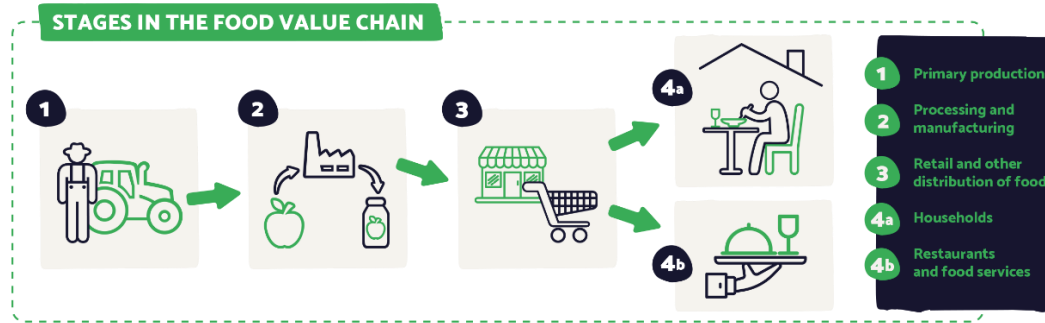 STAGES IN THE FOOD VALUE CHAIN
1
2
3
4a
4b
1 Primary production
2 Processing and
manufacturing
3 Retail and other
distribution of food
4a Households
4b Restaurants
and food services